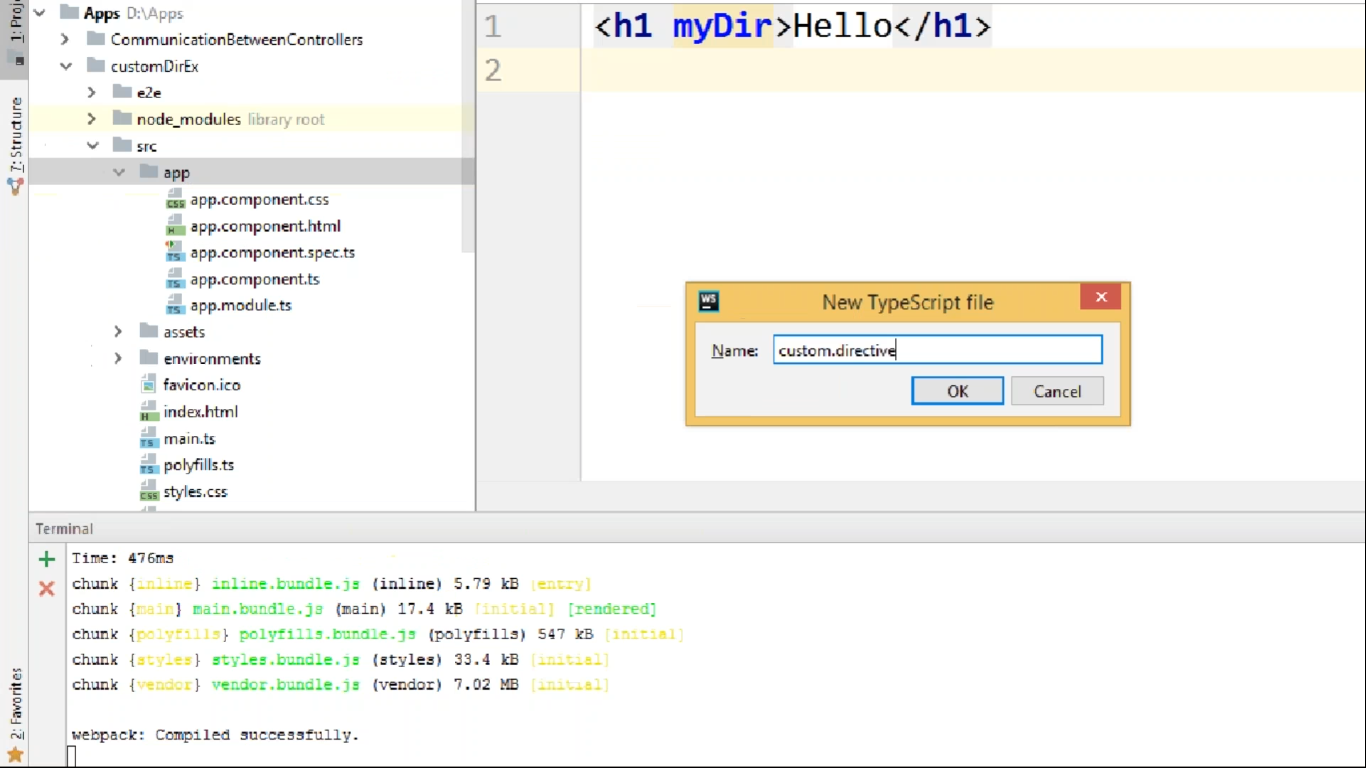 1: Proj
Apps D:\Apps
CommunicationBetweenControllers
customDirEx
e2e
node_modules library root
src
app
app.component.css
app.component.html
app.component.spec.ts
app.component.ts
app.module.ts
assets
environments
favicon.ico
index.html
main.ts
polyfills.ts
styles.css
7: Structure
2: Favorites
1 <h1 myDir>Hello</h1>
2
WS New TypeScript file
Name: custom.directive
OK Cancel
Terminal
Time: 476ms
chunk {inline} inline.bundle.js (inline) 5.79 kB [entry]
chunk {main} main.bundle.js (main) 17.4 kB [initial] [rendered]
chunk {polyfills} polyfills.bundle.js (polyfills) 547 kB [initial]
chunk {styles} styles.bundle.js (styles) 33.4 kB [initial]
chunk {vendor} vendor.bundle.js (vendor) 7.02 MB [initial]
webpack: Compiled successfully.